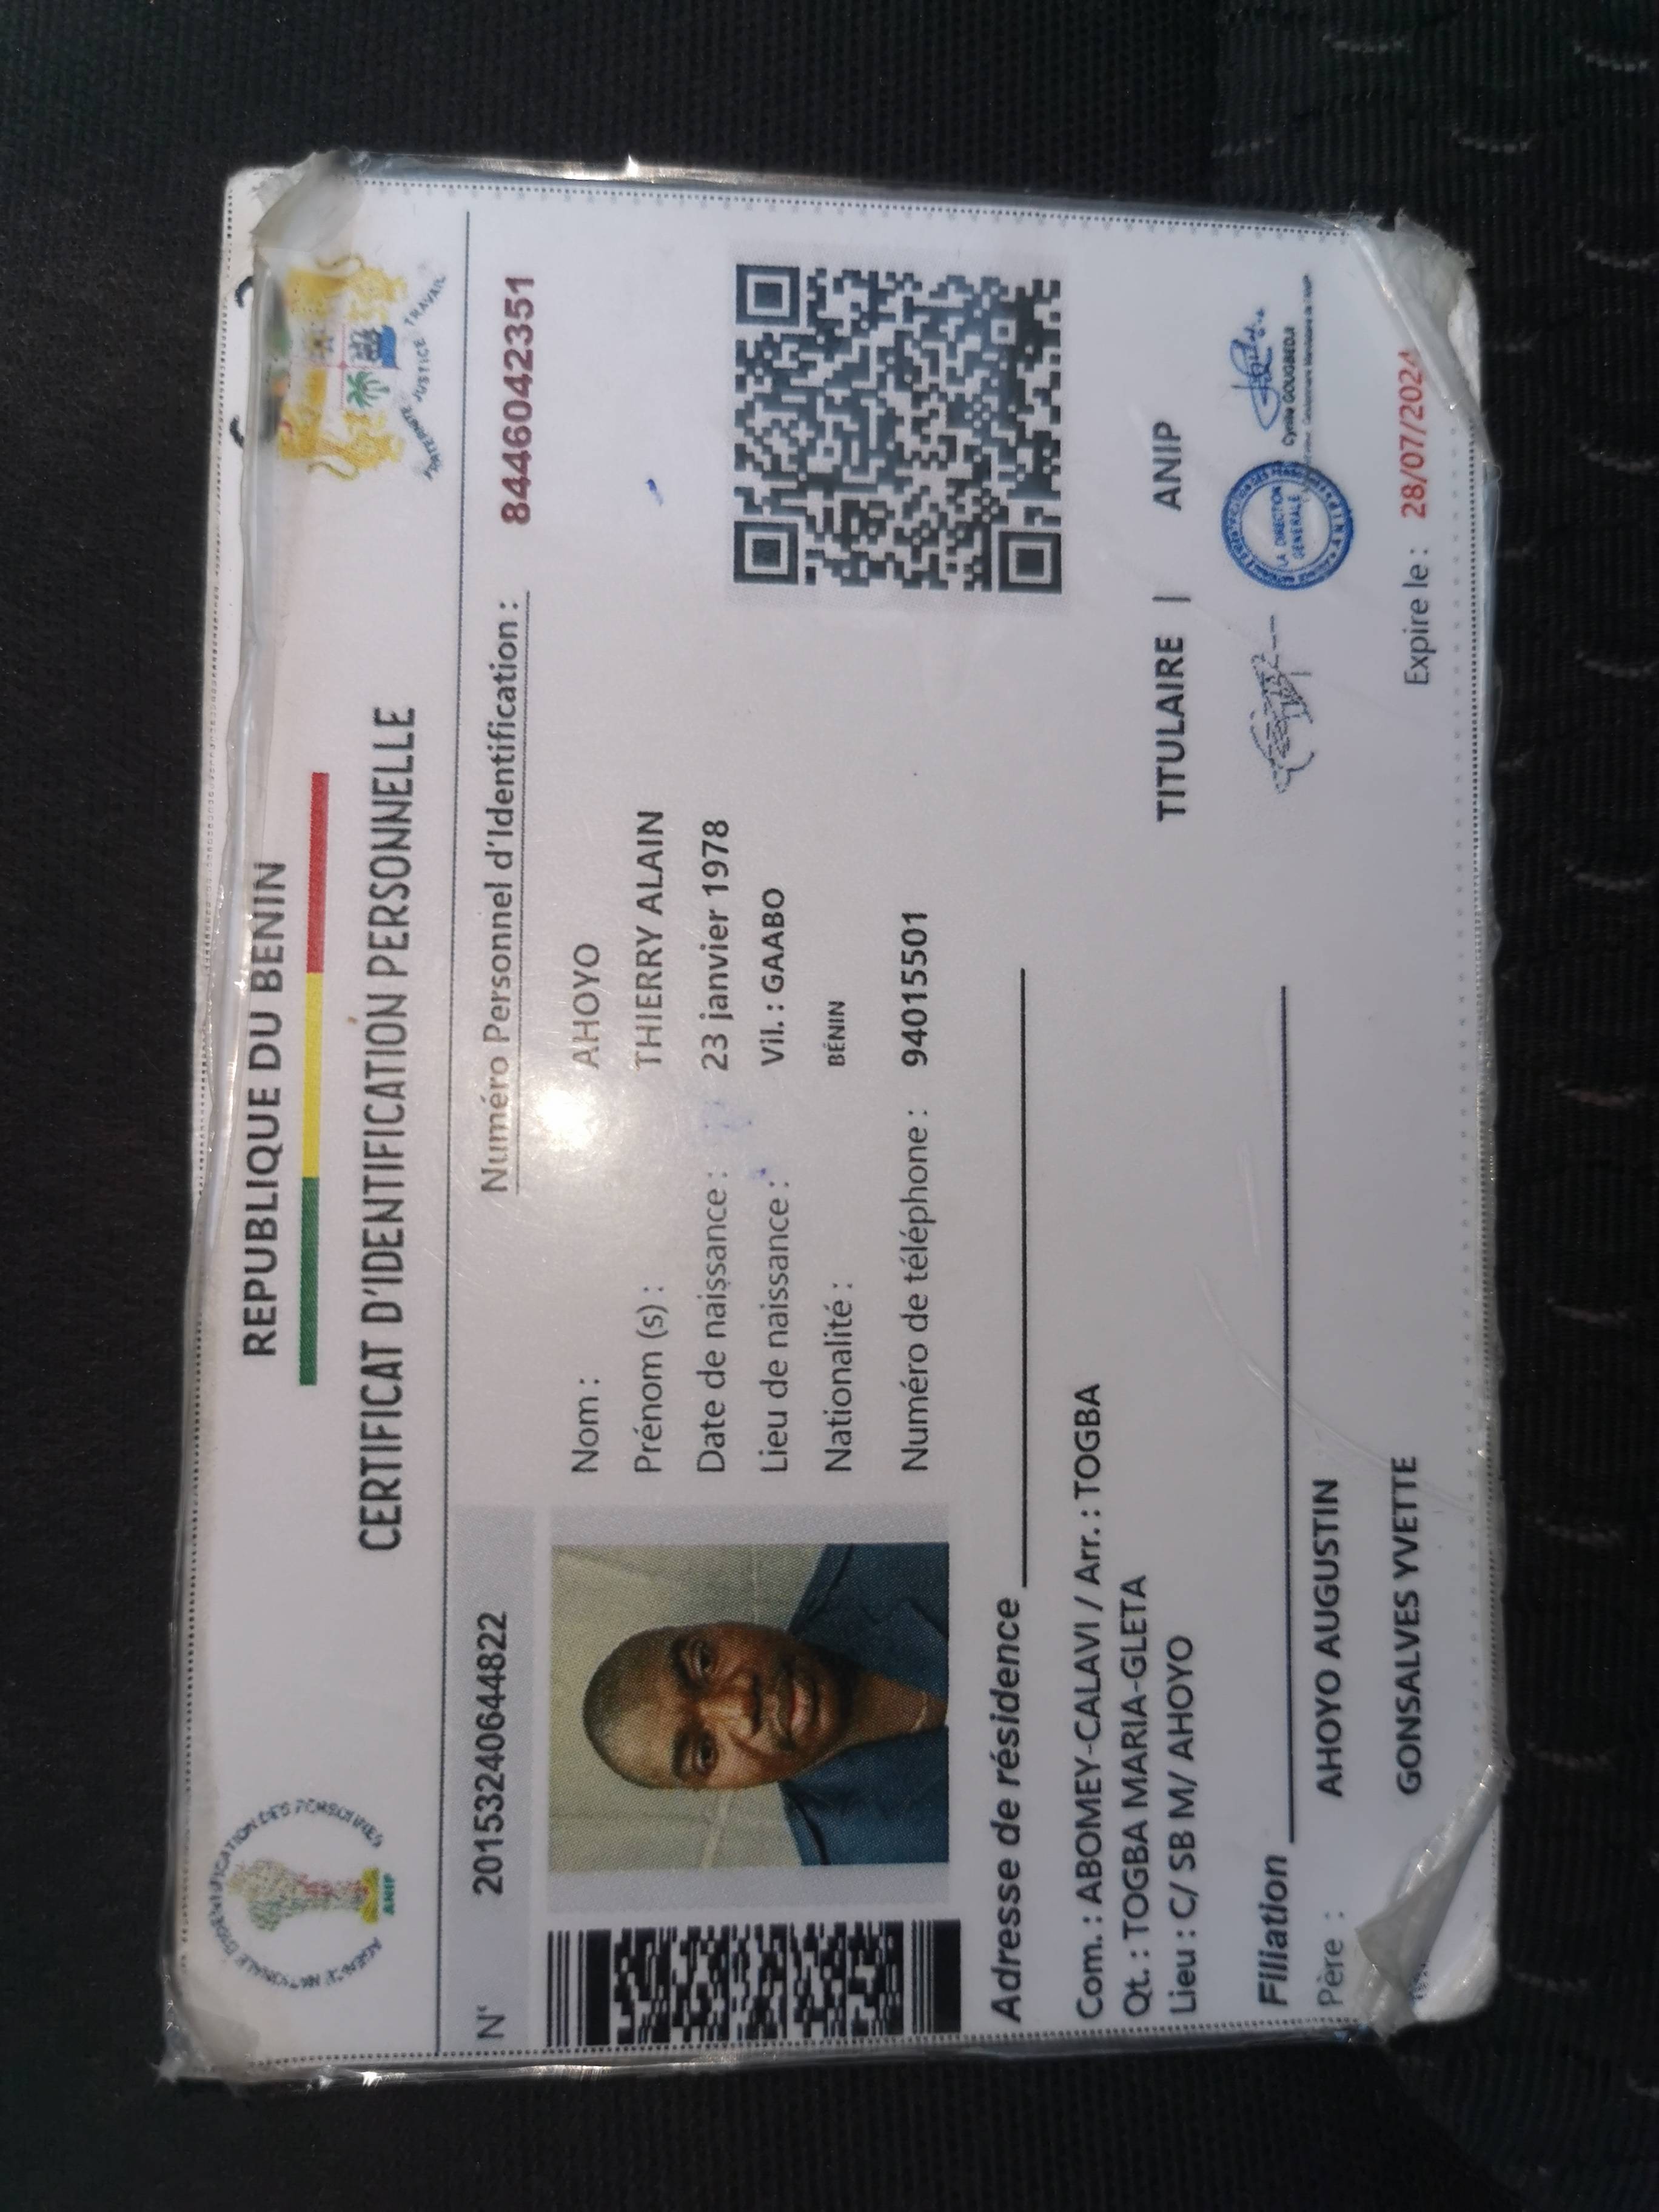 AGENCE NATIONALE D'IDENTIFICATION DES PERSONNES
ANIP
REPUBLIQUE DU BENIN
FRATERNITE JUSTICE TRAVAIL
CERTIFICAT D'IDENTIFICATION PERSONNELLE
N° 20153240644822
Numéro Personnel d'Identification : 8446042351
Nom : AHOYO
Prénom (s) : THIERRY ALAIN
Date de naissance : 23 janvier 1978
Lieu de naissance : Vil. : GAABO
Nationalité : BÉNIN
Numéro de téléphone : 94015501
Adresse de résidence
Com. : ABOMEY-CALAVI / Arr. : TOGBA
Qt. : TOGBA MARIA-GLETA
Lieu : C/ SB M/ AHOYO
TITULAIRE | ANIP
LA DIRECTION
GENERALE
Cyrille GOUGBEDJI
Filiation
Père : AHOYO AUGUSTIN
GONSALVES YVETTE
Expire le : 28/07/2024